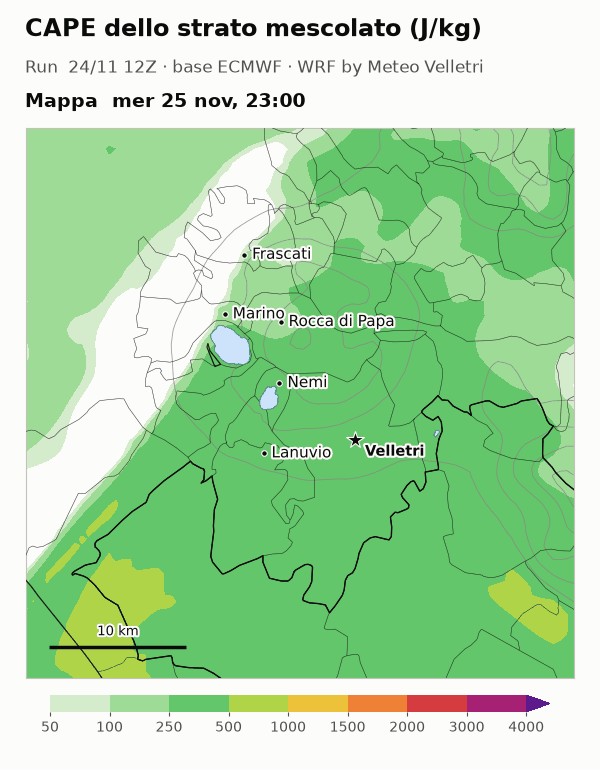 CAPE dello strato mescolato (J/kg)
Run 24/11 12Z · base ECMWF · WRF by Meteo Velletri
Mappa mer 25 nov, 23:00
Frascati
Marino
Rocca di Papa
Nemi
Velletri
Lanuvio
10 km
50 100 250 500 1000 1500 2000 3000 4000